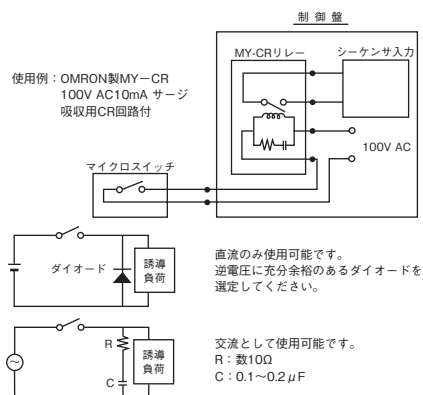 制 御 盤
MY-CRリレー
シーケンサ入力
使用例：OMRON製MY－CR
100V AC10mA サージ
吸収用CR回路付
100V AC
マイクロスイッチ
ダイオード
誘導
負荷
直流のみ使用可能です。
逆電圧に充分余裕のあるダイオードを
選定してください。
R
C
誘導
負荷
交流として使用可能です。
R：数10Ω
C：0.1〜0.2μF